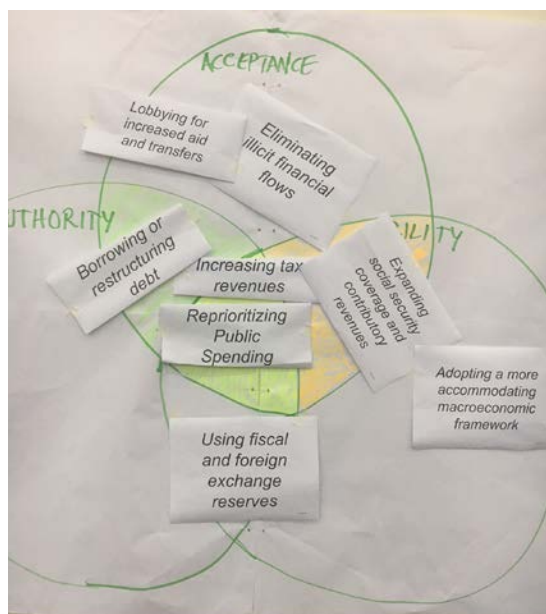 ACCEPTANCE
Lobbying for
increased aid
and transfers
Eliminating
illicit financial
flows
UTHORITY
ILITY
Borrowing or
restructuring
debt
Increasing tax
revenues
Expanding
social security
coverage and
contributory
revenues
Reprioritizing
Public
Spending
Adopting a more
accommodating
macroeconomic
framework
Using fiscal
and foreign
exchange
reserves